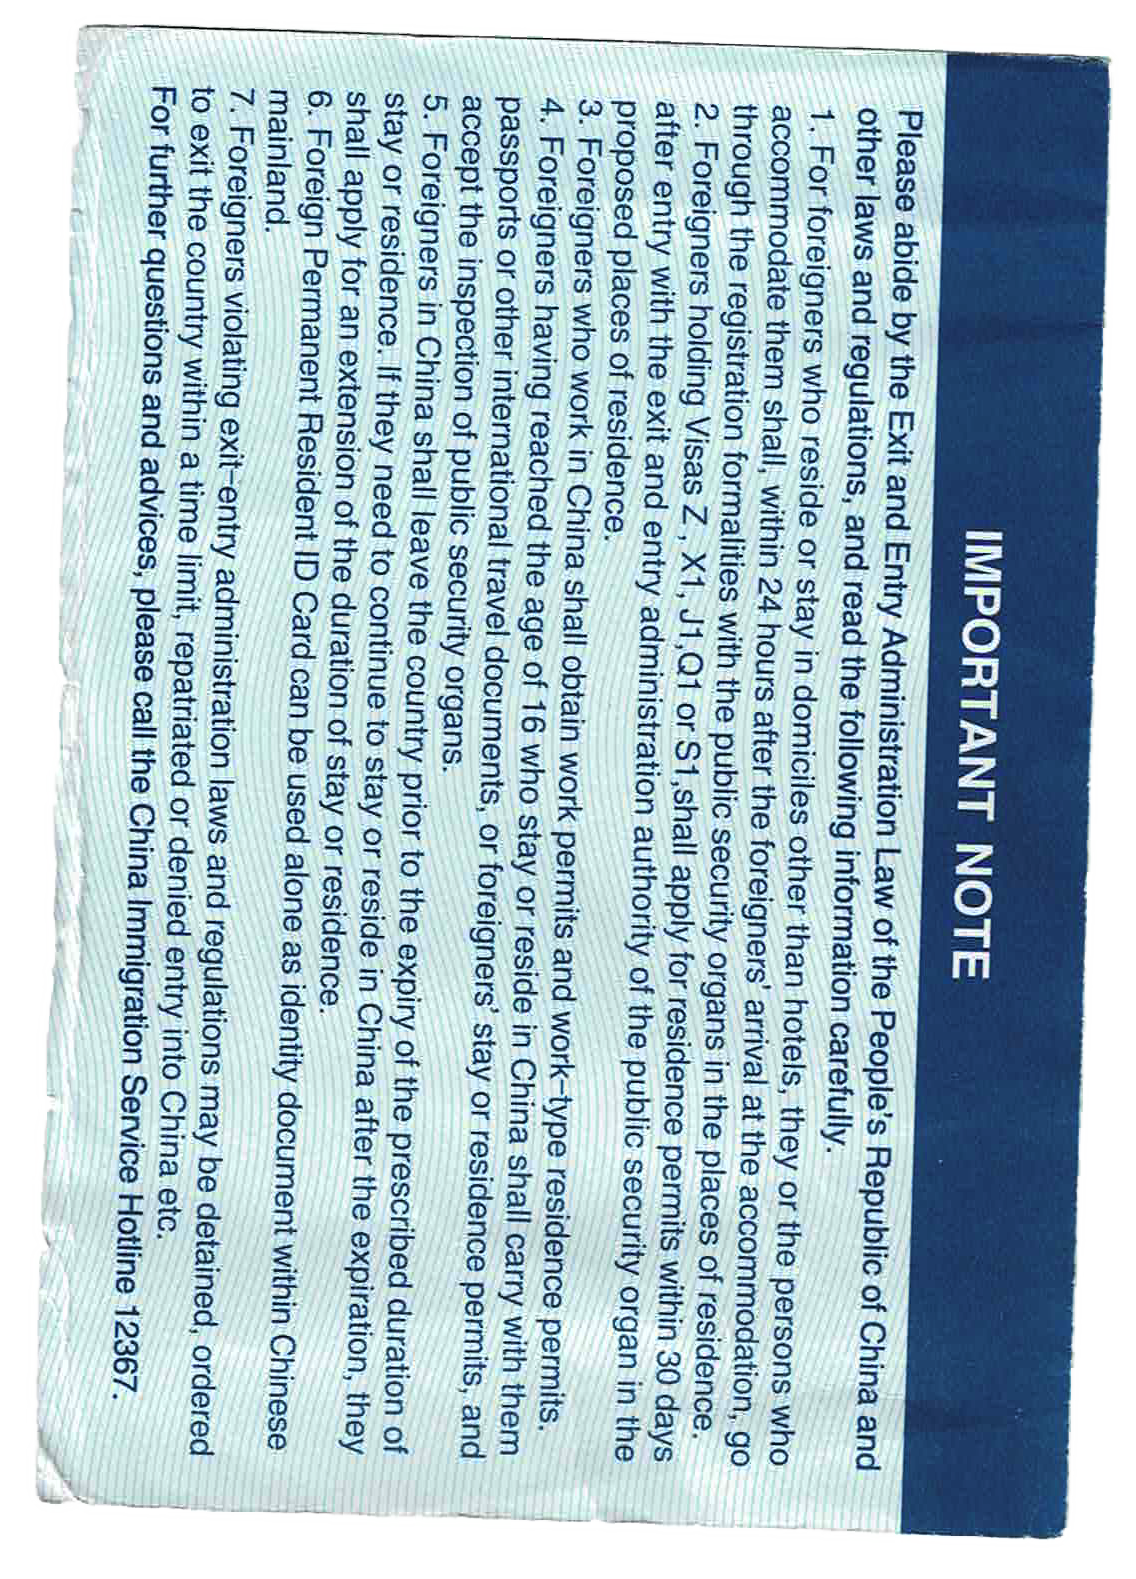 IMPORTANT NOTE
Please abide by the Exit and Entry Administration Law of the People's Republic of China and
other laws and regulations, and read the following information carefully.
1. For foreigners who reside or stay in domiciles other than hotels, they or the persons who
accommodate them shall, within 24 hours after the foreigners' arrival at the accommodation, go
through the registration formalities with the public security organs in the places of residence.
2. Foreigners holding Visas Z, X1, J1,Q1 or S1,shall apply for residence permits within 30 days
after entry with the exit and entry administration authority of the public security organ in the
proposed places of residence.
3. Foreigners who work in China shall obtain work permits and work-type residence permits.
4. Foreigners having reached the age of 16 who stay or reside in China shall carry with them
passports or other international travel documents, or foreigners' stay or residence permits, and
accept the inspection of public security organs.
5. Foreigners in China shall leave the country prior to the expiry of the prescribed duration of
stay or residence. If they need to continue to stay or reside in China after the expiration, they
shall apply for an extension of the duration of stay or residence.
6. Foreign Permanent Resident ID Card can be used alone as identity document within Chinese
mainland.
7. Foreigners violating exit-entry administration laws and regulations may be detained, ordered
to exit the country within a time limit, repatriated or denied entry into China etc.
For further questions and advices, please call the China Immigration Service Hotline 12367.